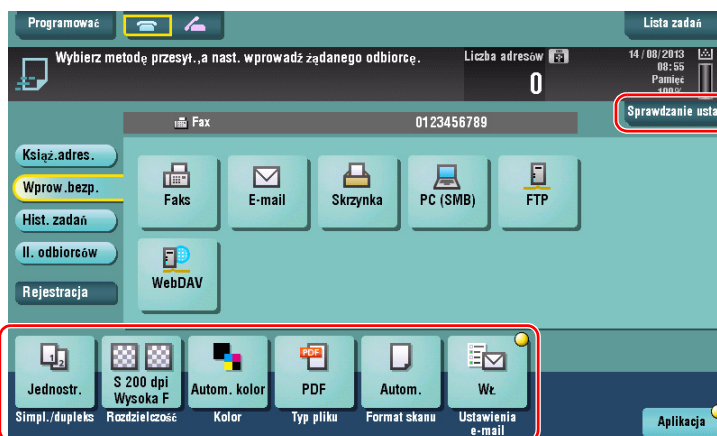 Programować
Lista zadań
Wybierz metodę przesył.,a nast. wprowadź żądanego odbiorcę.
Liczba adresów
0
14/08/2013
08:55
Pamięć
100%
Sprawdzanie usta
Fax
0123456789
Książ.adres.
Wprow.bezp.
Hist. zadań
Il. odbiorców
Rejestracja
Faks
E-mail
Skrzynka
PC (SMB)
FTP
WebDAV
Jednostr.
S 200 dpi
Wysoka F
Autom. kolor
PDF
Autom.
Wł.
Simpl./dupleks
Rozdzielczość
Kolor
Typ pliku
Format skanu
Ustawienia
e-mail
Aplikacja